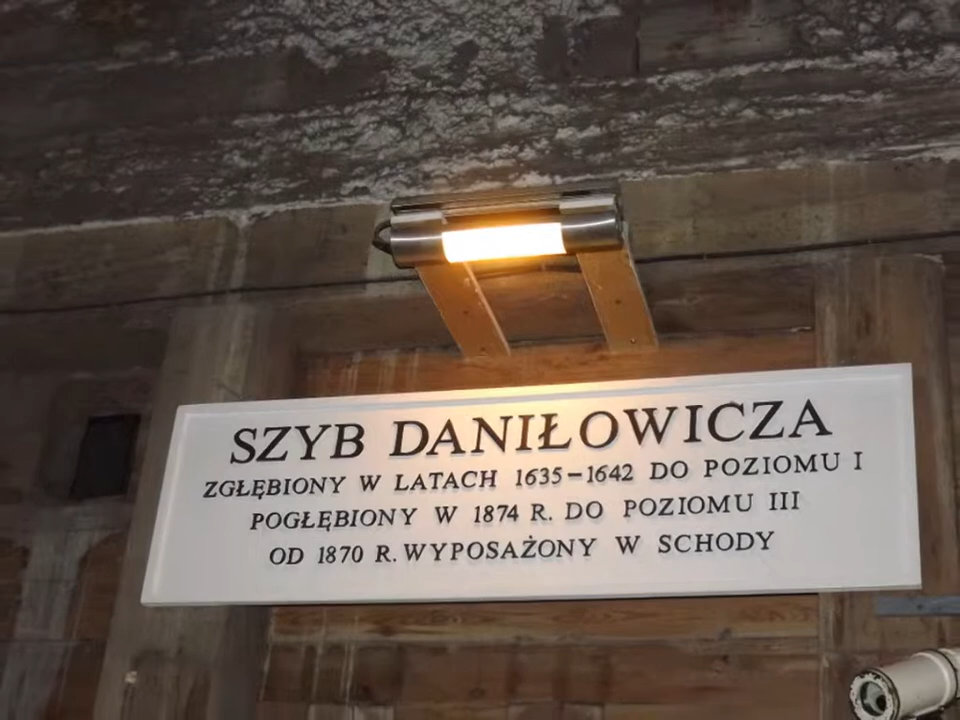 SZYB DANIŁOWICZA
ZGŁĘBIONY W LATACH 1635–1642 DO POZIOMU I
POGŁĘBIONY W 1874 R. DO POZIOMU III
OD 1870 R. WYPOSAŻONY W SCHODY